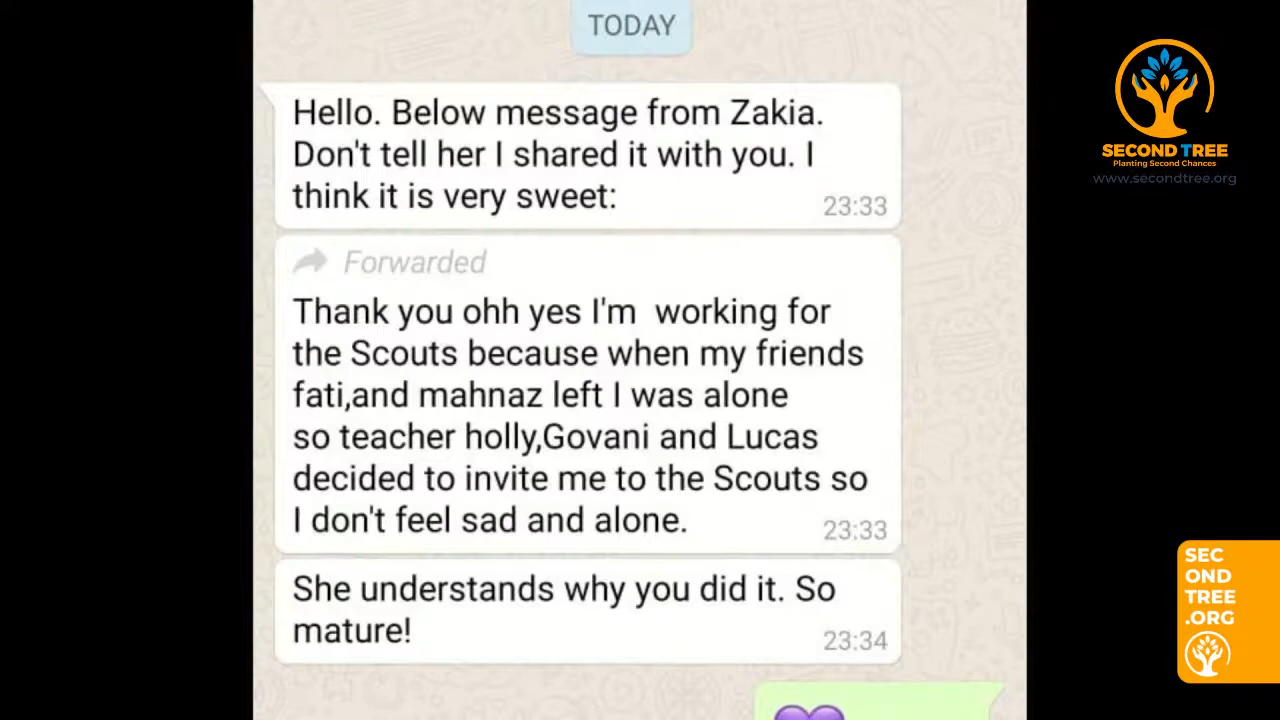 TODAY
Hello. Below message from Zakia.
Don't tell her I shared it with you. I
think it is very sweet:
23:33
Forwarded
Thank you ohh yes I'm  working for
the Scouts because when my friends
fati,and mahnaz left I was alone
so teacher holly,Govani and Lucas
decided to invite me to the Scouts so
I don't feel sad and alone.
23:33
She understands why you did it. So
mature!
23:34
SECOND TREE
Planting Second Chances
www.secondtree.org
SEC
OND
TREE
.ORG